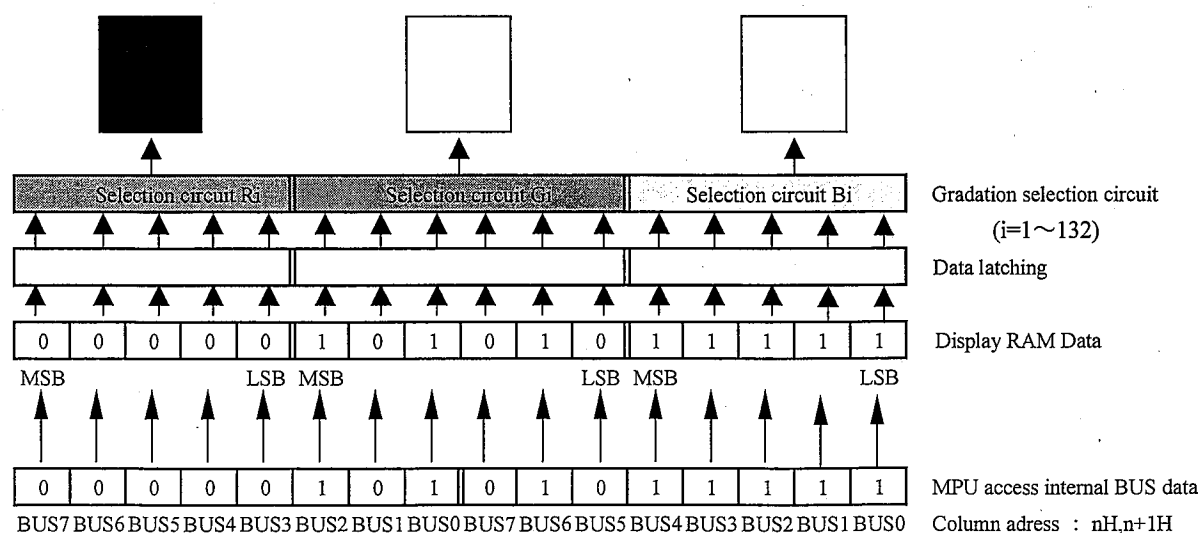 Selection circuit Ri Selection circuit Gi Selection circuit Bi Gradation selection circuit
(i=1～132)
Data latching
0 0 0 0 0 1 0 1 0 1 0 1 1 1 1 1 Display RAM Data
MSB LSB MSB LSB MSB LSB
0 0 0 0 0 1 0 1 0 1 0 1 1 1 1 1 MPU access internal BUS data
BUS7 BUS6 BUS5 BUS4 BUS3 BUS2 BUS1 BUS0 BUS7 BUS6 BUS5 BUS4 BUS3 BUS2 BUS1 BUS0 Column adress : nH,n+1H